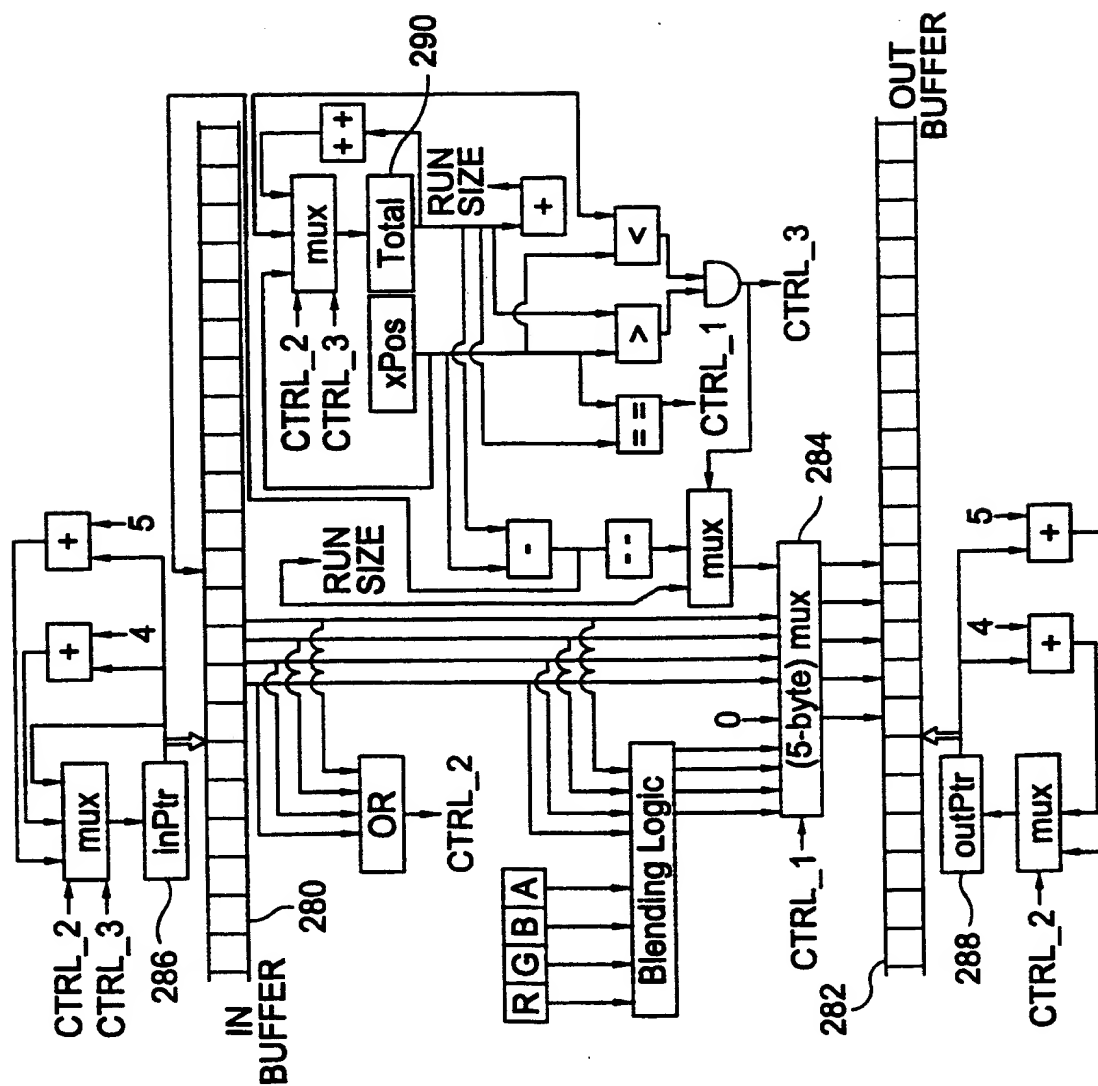 CTRL_2
CTRL_3
mux
+
4
+
5
286
inPtr
IN
BUFFER
280
OR
CTRL_2
RUN
SIZE
CTRL_2
CTRL_3
mux
++
xPos
Total
290
RUN
SIZE
+
-
--
==
>
<
CTRL_1
CTRL_3
mux
R G B A
Blending Logic
0
(5-byte) mux
284
CTRL_1
282
OUT
BUFFER
288
outPtr
CTRL_2
mux
4
+
5
+